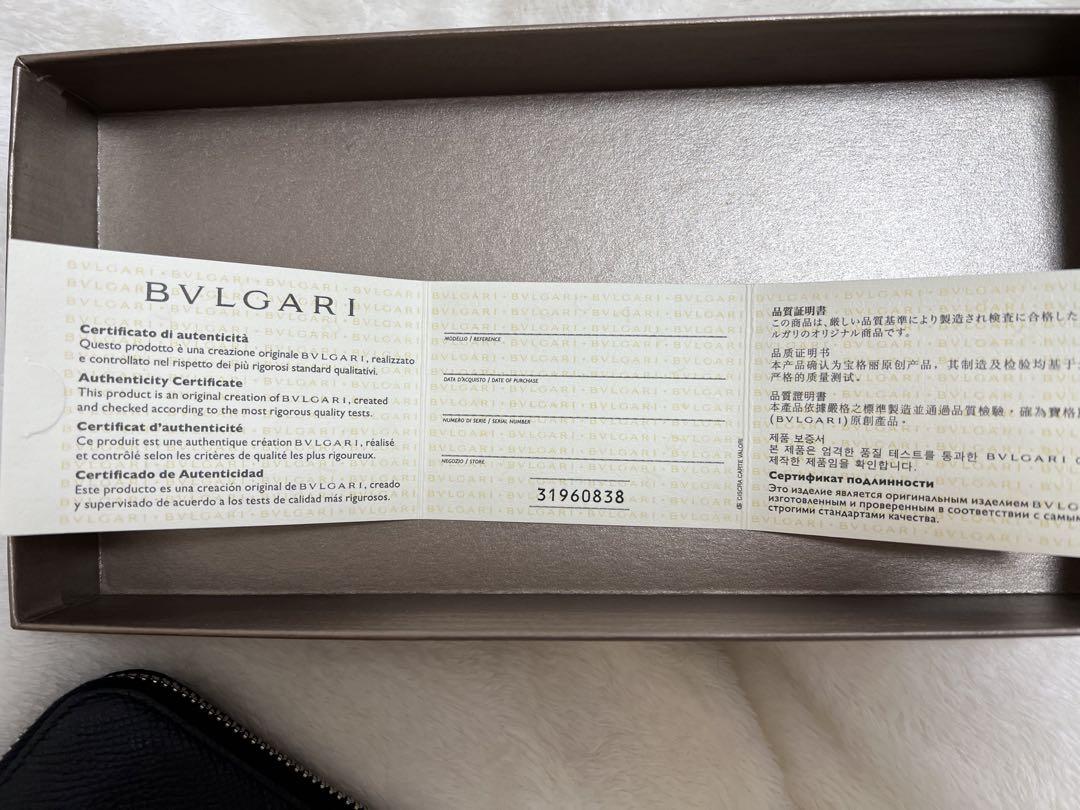 BVLGARI
Certificato di autenticità
Questo prodotto è una creazione originale BVLGARI, realizzato
e controllato nel rispetto dei più rigorosi standard qualitativi.
Authenticity Certificate
This product is an original creation of BVLGARI, created
and checked according to the most rigorous quality tests.
Certificat d'authenticité
Ce produit est une authentique création BVLGARI, réalisé
et contrôlé selon les critères de qualité les plus rigoureux.
Certificado de Autenticidad
Este producto es una creación original de BVLGARI, creado
y supervisado de acuerdo a los tests de calidad más rigurosos.
MODELLO / REFERENCE
DATA D'ACQUISTO / DATE OF PURCHASE
NUMERO DI SERIE / SERIAL NUMBER
NEGOZIO / STORE
31960838
GISCRA CARTE VALORI
品質証明書
この商品は、厳しい品質基準により製造され検査に合格した
ルガリのオリジナル商品です。
品质证明书
本产品确认为宝格丽原创产品，其制造及检验均基于
严格的质量测试。
品質證明書
本產品依據嚴格之標準製造並通過品質檢驗，確為寶格
(BVLGARI)原創產品。
제품 보증서
본 제품은 엄격한 품질 테스트를 통과한 BVLGARI
제작한 제품임을 확인합니다.
Сертификат подлинности
Это изделие является оригинальным изделием BVLG
изготовленным и проверенным в соответствии с самым
строгими стандартами качества.